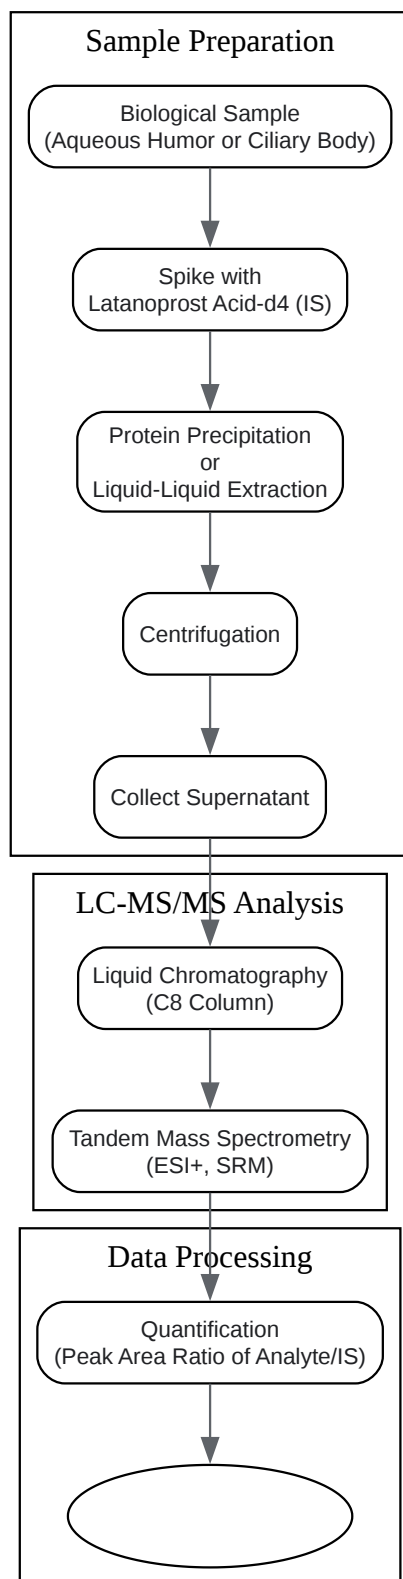 Sample Preparation
Biological Sample
(Aqueous Humor or Ciliary Body)
Spike with
Latanoprost Acid-d4 (IS)
Protein Precipitation
or
Liquid-Liquid Extraction
Centrifugation
Collect Supernatant
LC-MS/MS Analysis
Liquid Chromatography
(C8 Column)
Tandem Mass Spectrometry
(ESI+, SRM)
Data Processing
Quantification
(Peak Area Ratio of Analyte/IS)